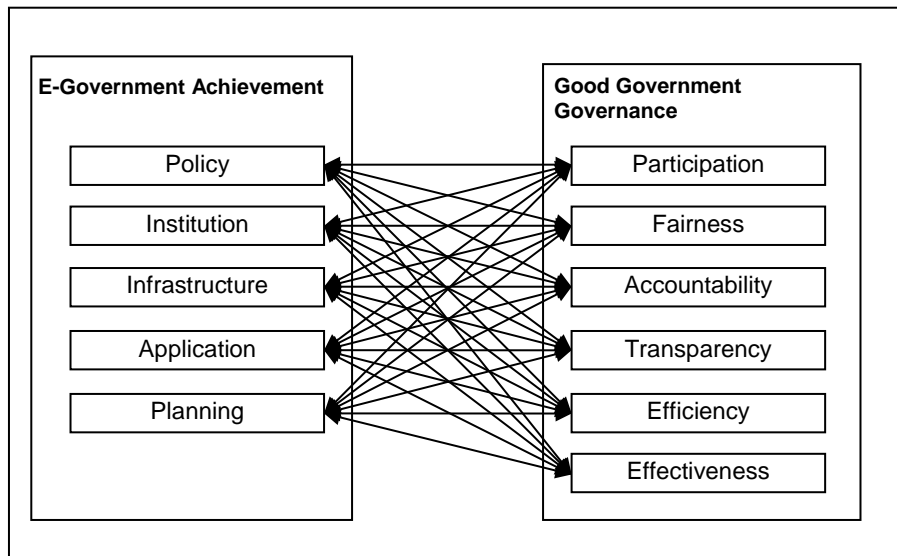 E-Government Achievement
Policy
Institution
Infrastructure
Application
Planning
Good Government
Governance
Participation
Fairness
Accountability
Transparency
Efficiency
Effectiveness